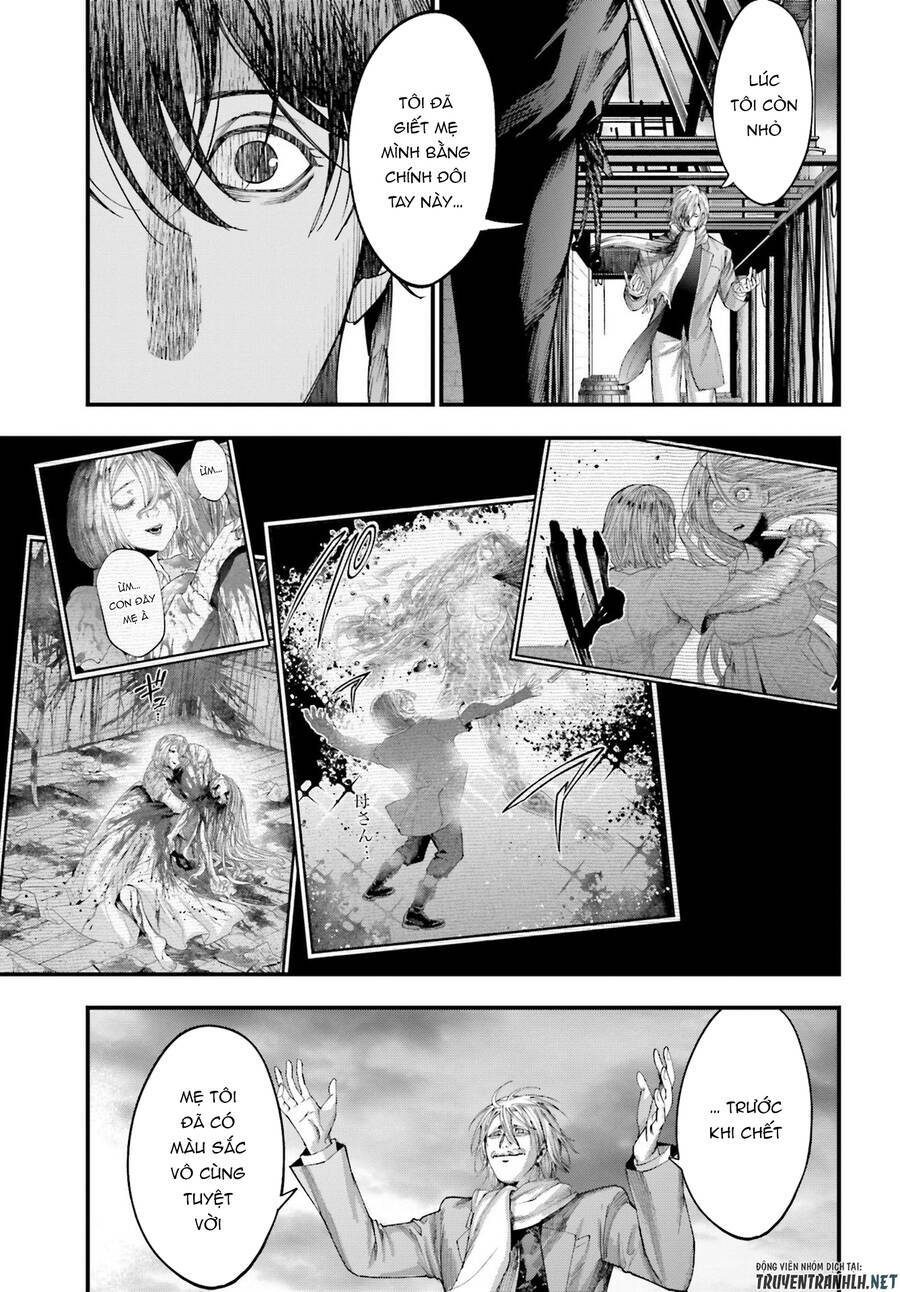 LÚC
TÔI CÒN
NHỎ
TÔI ĐÃ
GIẾT MẸ
MÌNH BẰNG
CHÍNH ĐÔI
TAY NÀY...
母さん…
ỪM...
ỪM...
CON ĐÂY
MẸ À
ギュ…
... TRƯỚC
KHI CHẾT
MẸ TÔI
ĐÃ CÓ
MÀU SẮC
VÔ CÙNG
TUYỆT
VỜI
ĐỘNG VIÊN NHÓM DỊCH TẠI:
TRUYENTRANHLH.NET